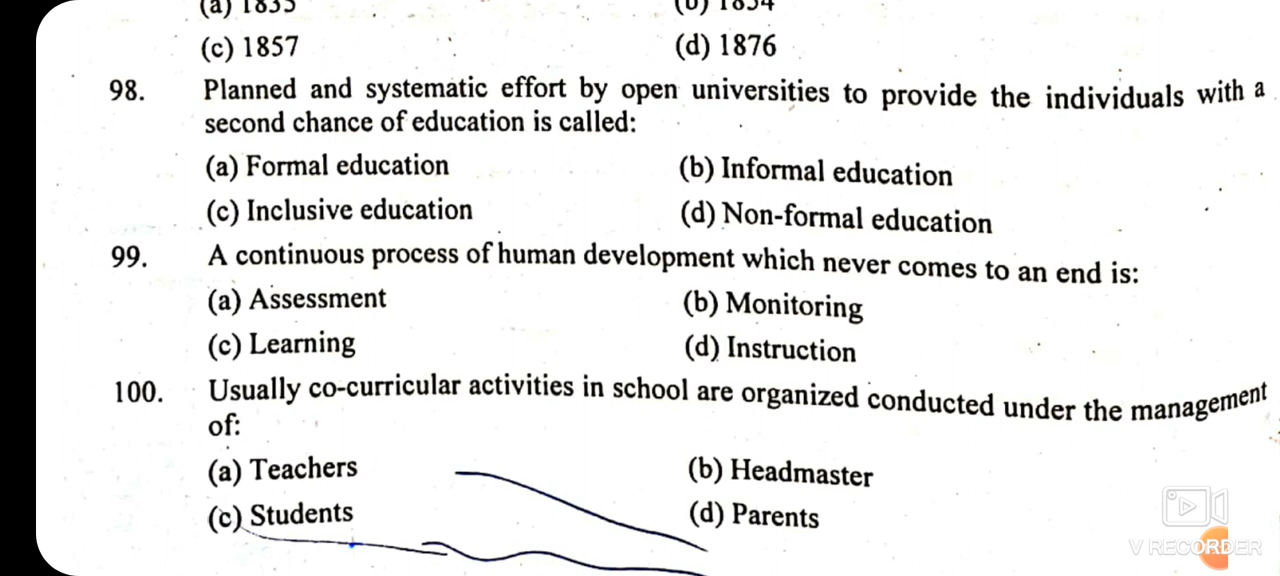 (a) 1835 (b) 1854
(c) 1857 (d) 1876
98. Planned and systematic effort by open universities to provide the individuals with a
second chance of education is called:
(a) Formal education (b) Informal education
(c) Inclusive education (d) Non-formal education
99. A continuous process of human development which never comes to an end is:
(a) Assessment (b) Monitoring
(c) Learning (d) Instruction
100. Usually co-curricular activities in school are organized conducted under the management
of:
(a) Teachers (b) Headmaster
(c) Students (d) Parents
V RECORDER